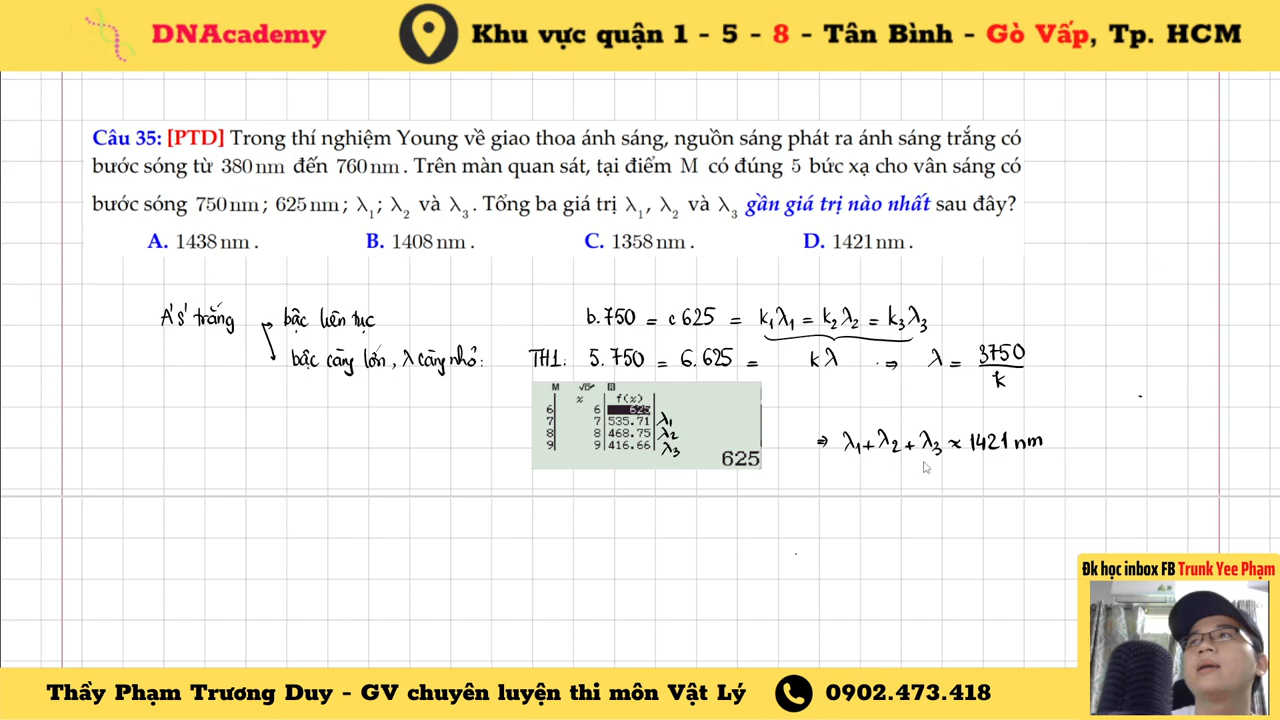 DNAcademy
Khu vực quận 1 - 5 - 8 - Tân Bình - Gò Vấp, Tp. HCM
Câu 35: [PTD] Trong thí nghiệm Young về giao thoa ánh sáng, nguồn sáng phát ra ánh sáng trắng có
bước sóng từ 380 nm đến 760 nm. Trên màn quan sát, tại điểm M có đúng 5 bức xạ cho vân sáng có
bước sóng 750 nm; 625 nm; λ₁; λ₂ và λ₃. Tổng ba giá trị λ₁, λ₂ và λ₃ gần giá trị nào nhất sau đây?
A. 1438 nm. B. 1408 nm. C. 1358 nm. D. 1421 nm.
A's' trắng → bậc liên tục
bậc càng lớn, λ càng nhỏ:
b.750 = c 625 = k₁λ₁ = k₂λ₂ = k₃λ₃
TH1: 5.750 = 6.625 = kλ ⇒ λ = 3750/k
M √ R
x f(x)
6 6 625
7 7 535.71 λ₁
8 8 468.75 λ₂
9 9 416.66 λ₃
625
⇒ λ₁ + λ₂ + λ₃ ≈ 1421 nm
Đk học inbox FB Trunk Yee Phạm
Thầy Phạm Trương Duy - GV chuyên luyện thi môn Vật Lý 0902.473.418